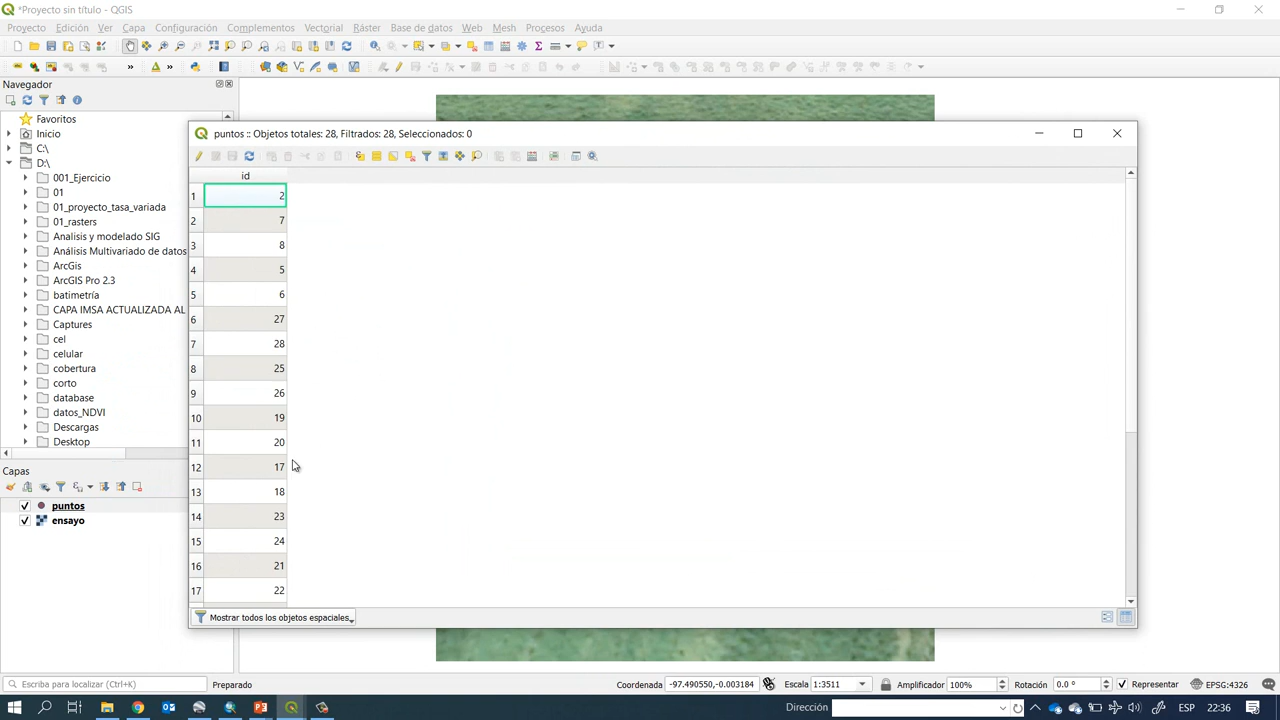 *Proyecto sin título - QGIS
Proyecto Edición Ver Capa Configuración Complementos Vectorial Ráster Base de datos Web Mesh Procesos Ayuda
Navegador
Favoritos
Inicio
C:\
D:\
001_Ejercicio
01
01_proyecto_tasa_variada
01_rasters
Analisis y modelado SIG
Análisis Multivariado de datos
ArcGis
ArcGIS Pro 2.3
batimetría
CAPA IMSA ACTUALIZADA AL
Captures
cel
celular
cobertura
corto
database
datos_NDVI
Descargas
Desktop
Capas
puntos
ensayo
puntos :: Objetos totales: 28, Filtrados: 28, Seleccionados: 0
id
1 2
2 7
3 8
4 5
5 6
6 27
7 28
8 25
9 26
10 19
11 20
12 17
13 18
14 23
15 24
16 21
17 22
Mostrar todos los objetos espaciales
Escriba para localizar (Ctrl+K) Preparado Coordenada -97.490550,-0.003184 Escala 1:3511 Amplificador 100% Rotación 0.0 ° Representar EPSG:4326
Dirección ESP 22:36